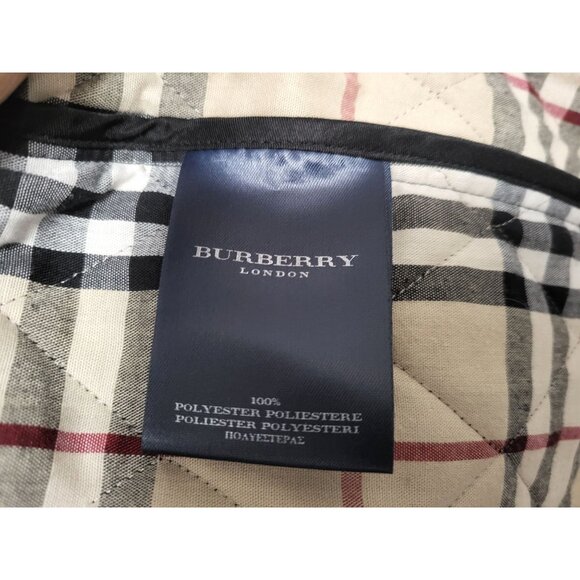 BURBERRY
LONDON
100%
POLYESTER POLIESTERE
POLIESTER POLYESTERI
ΠΟΛΥΕΣΤΕΡΑΣ